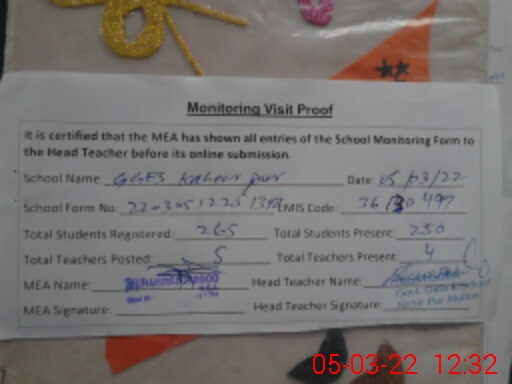 Monitoring Visit Proof
It is certified that the MEA has shown all entries of the School Monitoring Form to
the Head Teacher before its online submission.
School Name: GGES Kabeer pur Date: 05/03/22
School Form No: EMIS Code:
Total Students Registered: 265 Total Students Present: 250
Total Teachers Posted: 5 Total Teachers Present: 4
MEA Name: Head Teacher Name:
MEA Signature: Head Teacher Signature:
05-03-22 12:32